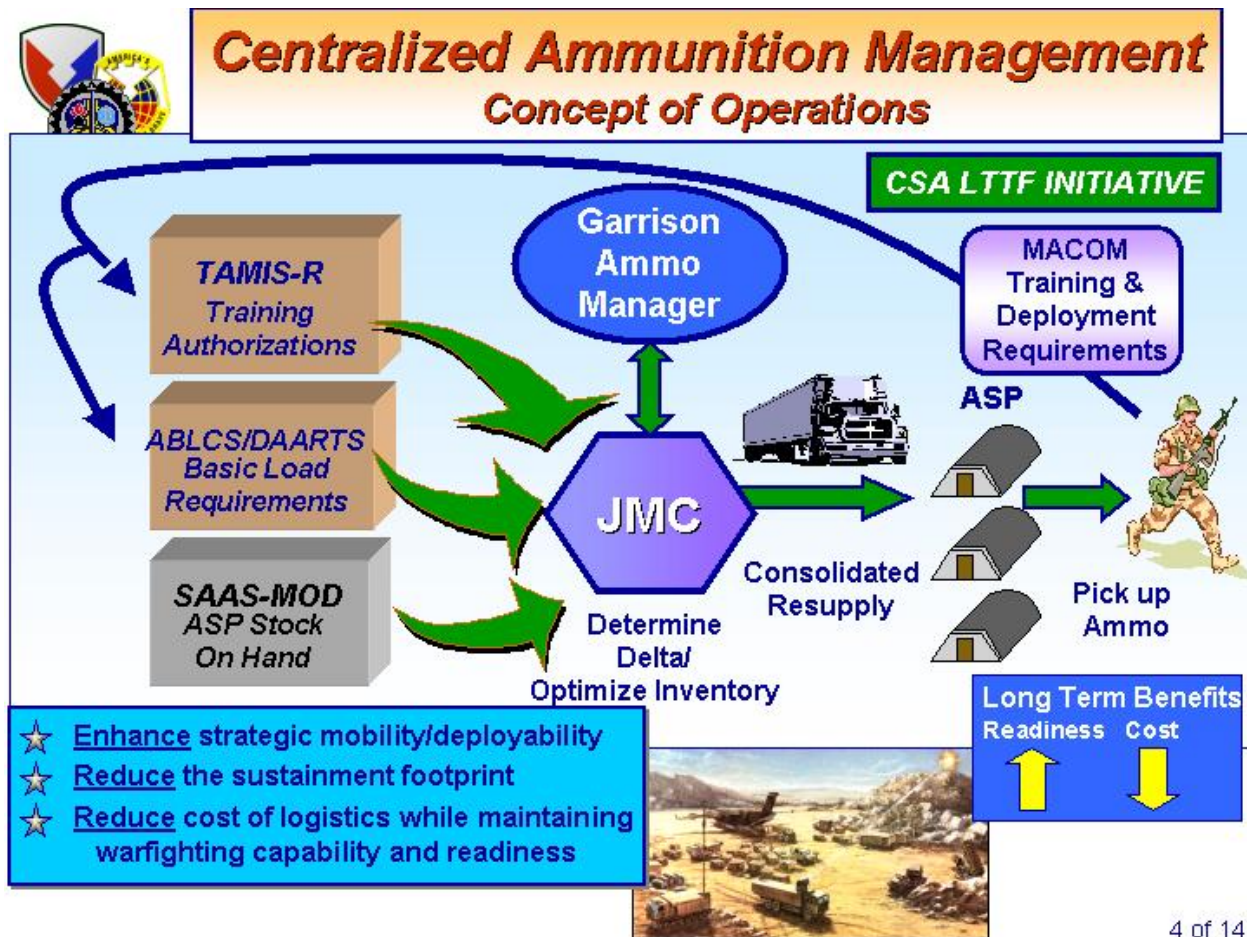 Centralized Ammunition Management
Concept of Operations
AMERICA'S
CSA LTTF INITIATIVE
TAMIS-R
Training
Authorizations
ABLCS/DAARTS
Basic Load
Requirements
SAAS-MOD
ASP Stock
On Hand
Garrison
Ammo
Manager
JMC
Determine
Delta/
Optimize Inventory
Consolidated
Resupply
MACOM
Training &
Deployment
Requirements
ASP
Pick up
Ammo
Enhance strategic mobility/deployability
Reduce the sustainment footprint
Reduce cost of logistics while maintaining
warfighting capability and readiness
Long Term Benefits
Readiness Cost
4 of 14